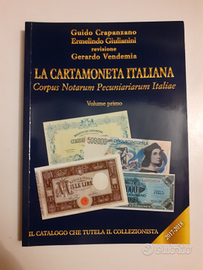 Guido Crapanzano
Ermelindo Giulianini
revisione
Gerardo Vendemia
LA CARTAMONETA ITALIANA
Corpus Notarum Pecuniariarum Italiae
Volume primo
IL CATALOGO CHE TUTELA IL COLLEZIONISTA
subito